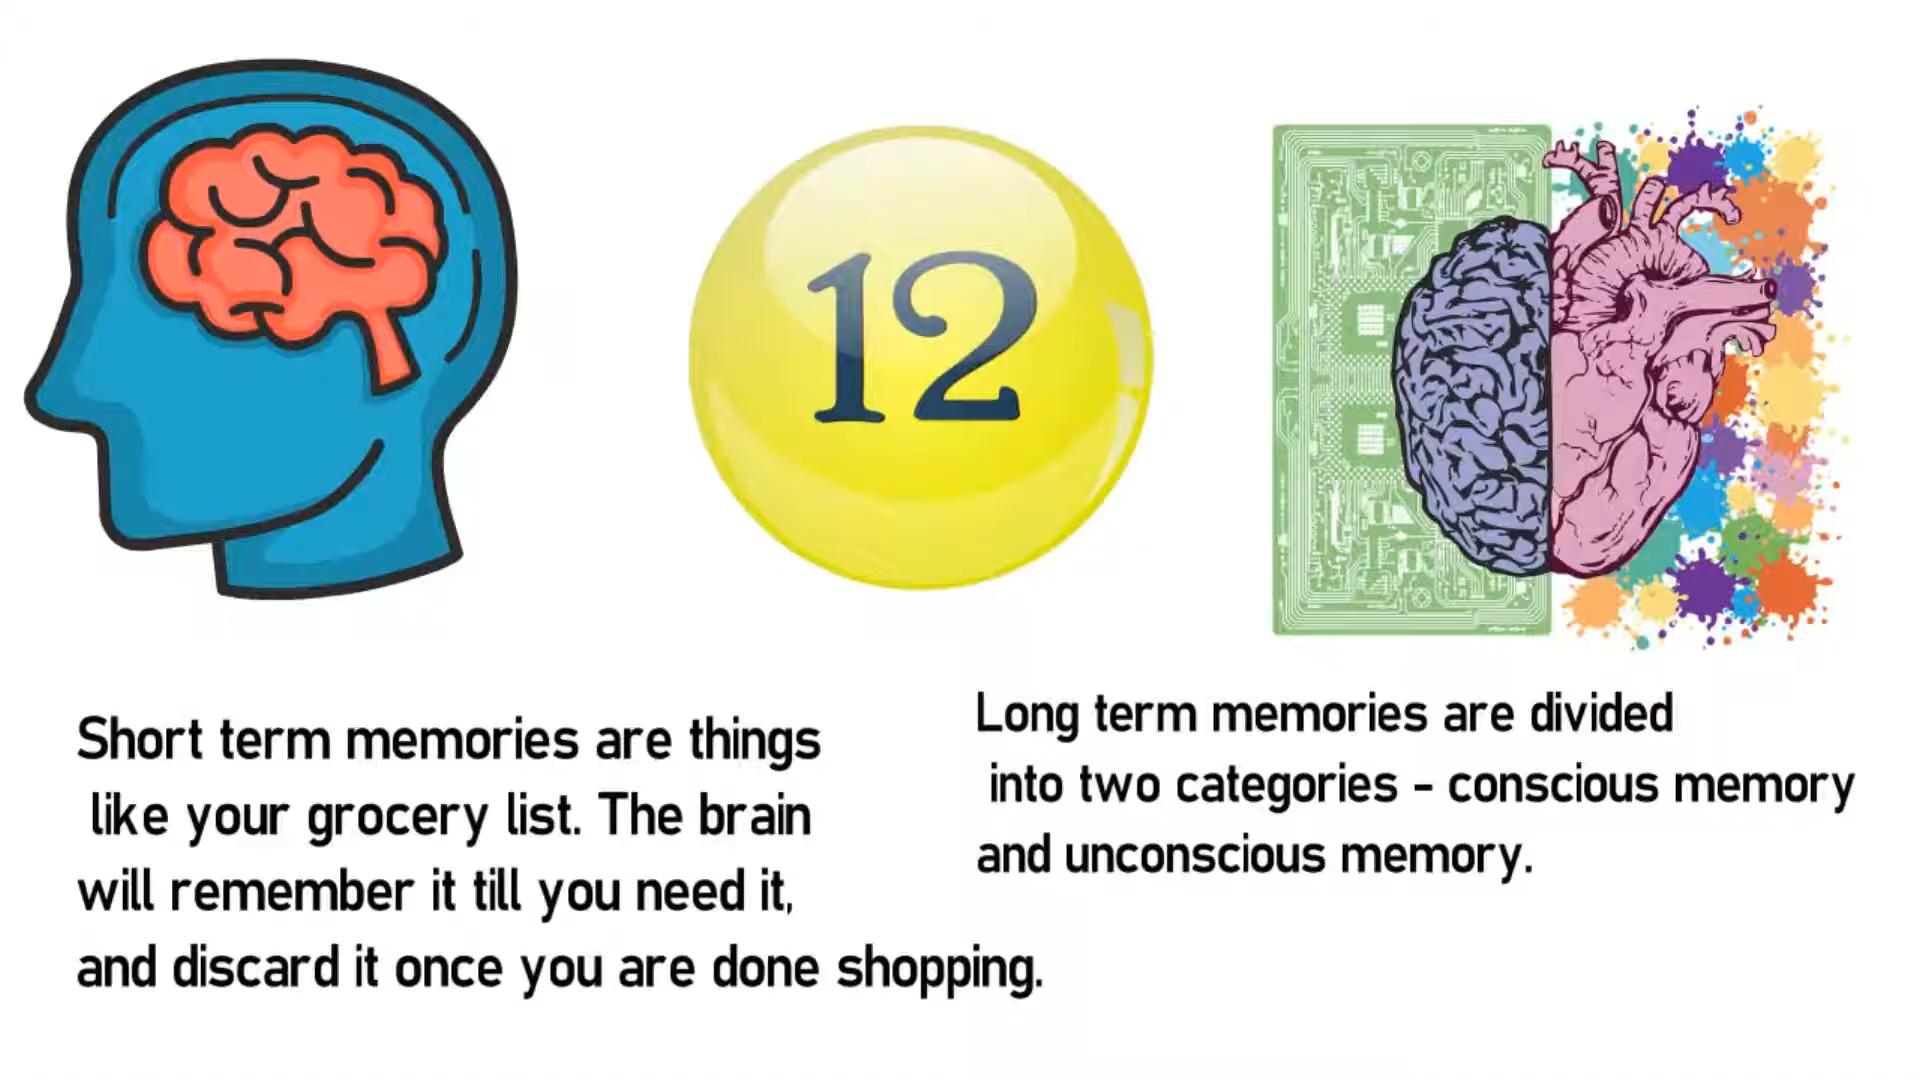 12
Short term memories are things
like your grocery list. The brain
will remember it till you need it,
and discard it once you are done shopping.
Long term memories are divided
into two categories - conscious memory
and unconscious memory.